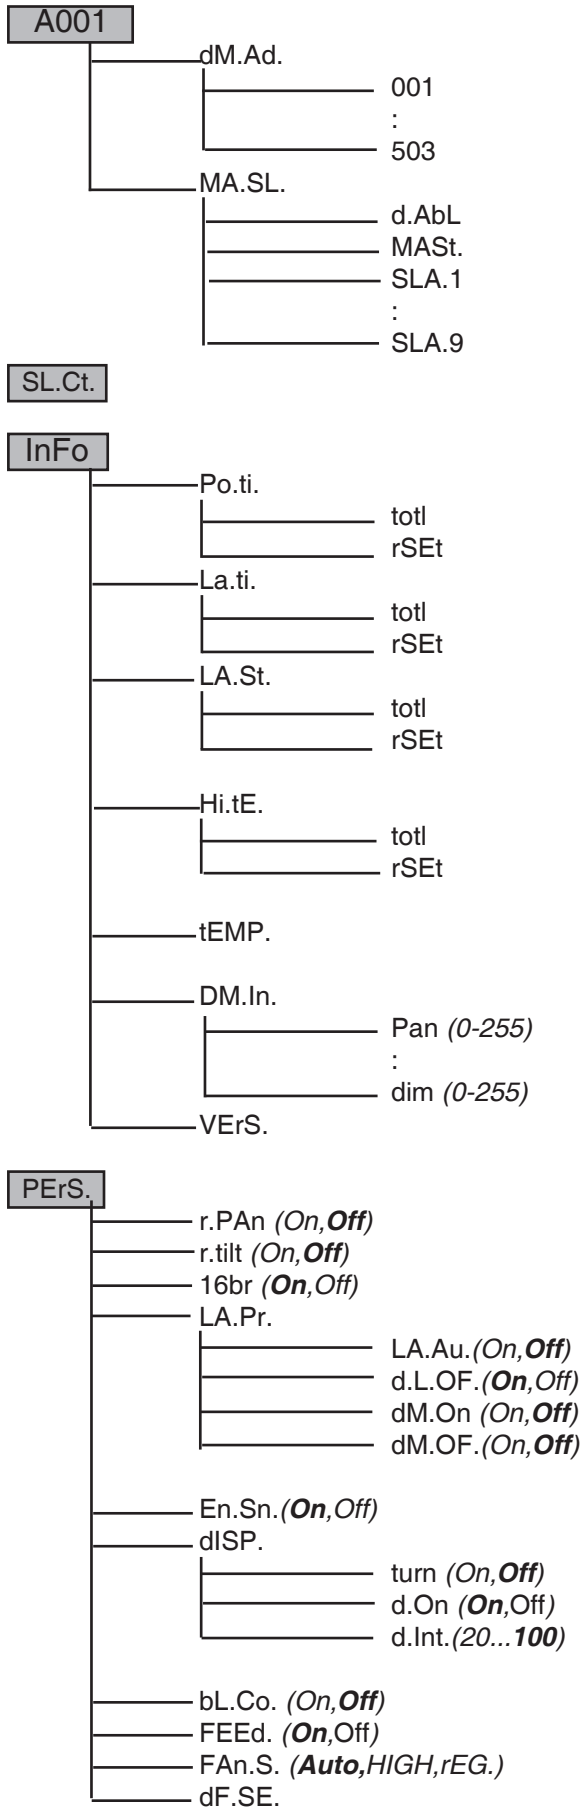 A001
dM.Ad.
001
:
503
MA.SL.
d.AbL
MASt.
SLA.1
:
SLA.9
SL.Ct.
InFo
Po.ti.
totl
rSEt
La.ti.
totl
rSEt
LA.St.
totl
rSEt
Hi.tE.
totl
rSEt
tEMP.
DM.In.
Pan (0-255)
:
dim (0-255)
VErS.
PErS.
r.PAn (On,Off)
r.tilt (On,Off)
16br (On,Off)
LA.Pr.
LA.Au.(On,Off)
d.L.OF.(On,Off)
dM.On (On,Off)
dM.OF.(On,Off)
En.Sn.(On,Off)
dISP.
turn (On,Off)
d.On (On,Off)
d.Int.(20...100)
bL.Co. (On,Off)
FEEd. (On,Off)
FAn.S. (Auto,HIGH,rEG.)
dF.SE.